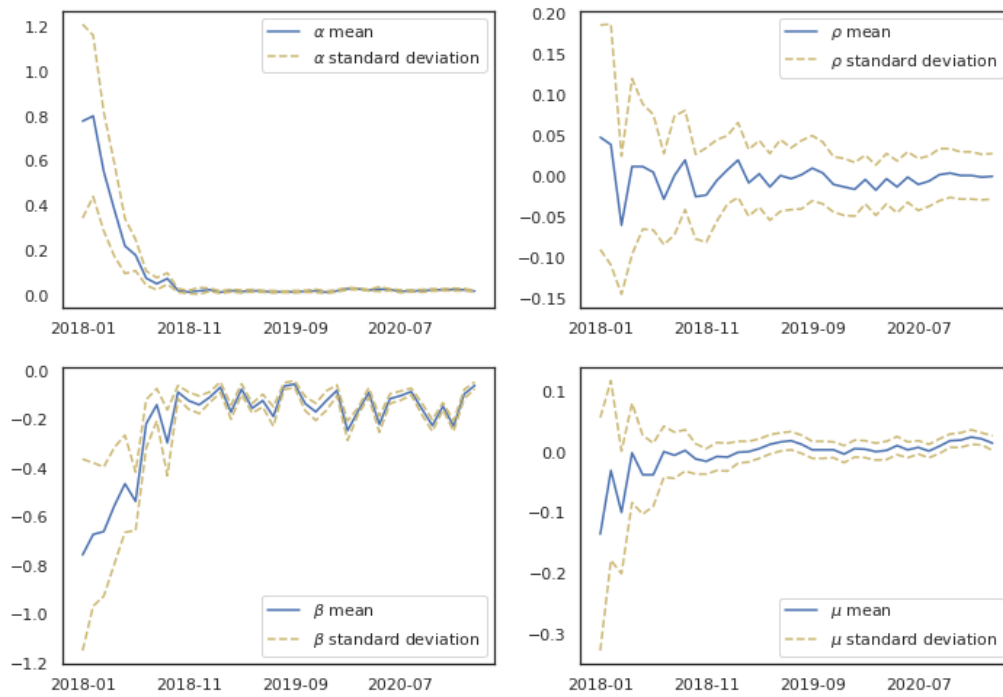 1.2
1.0
0.8
0.6
0.4
0.2
0.0
α mean
α standard deviation
2018-01 2018-11 2019-09 2020-07
0.20
0.15
0.10
0.05
0.00
−0.05
−0.10
−0.15
ρ mean
ρ standard deviation
2018-01 2018-11 2019-09 2020-07
0.0
−0.2
−0.4
−0.6
−0.8
−1.0
−1.2
β mean
β standard deviation
2018-01 2018-11 2019-09 2020-07
0.1
0.0
−0.1
−0.2
−0.3
μ mean
μ standard deviation
2018-01 2018-11 2019-09 2020-07